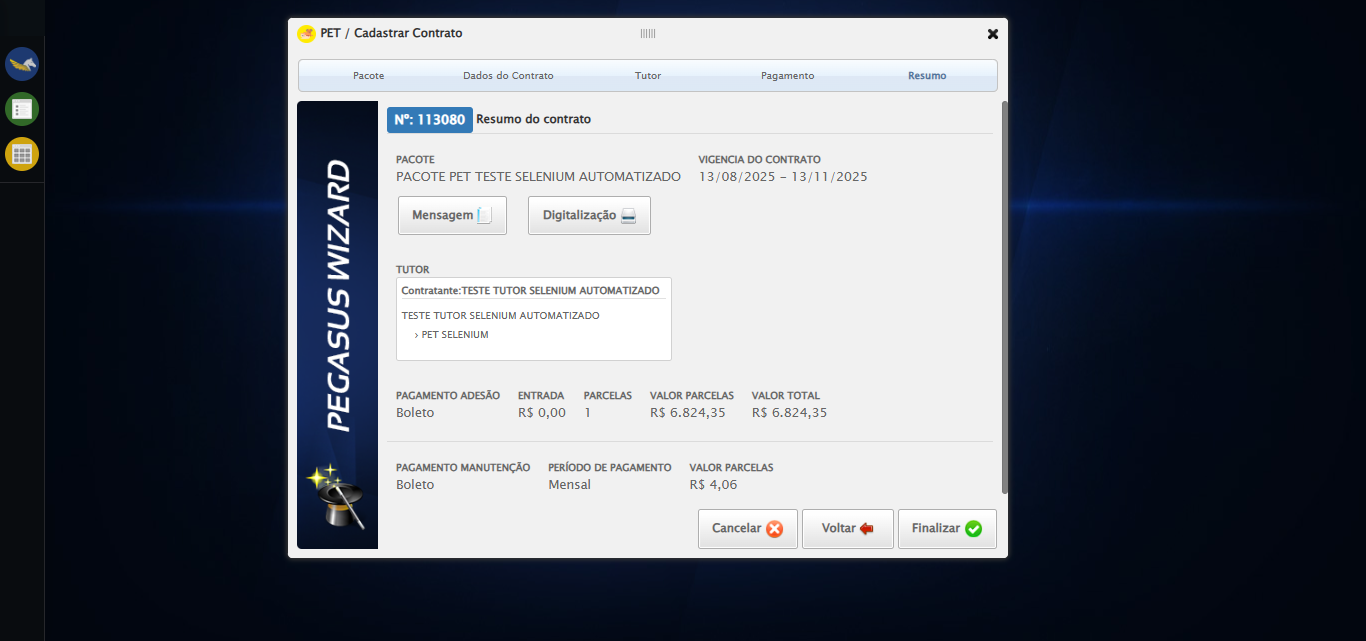 PET / Cadastrar Contrato
Pacote Dados do Contrato Tutor Pagamento Resumo
PEGASUS WIZARD
Nº: 113080 Resumo do contrato
PACOTE VIGENCIA DO CONTRATO
PACOTE PET TESTE SELENIUM AUTOMATIZADO 13/08/2025 - 13/11/2025
Mensagem Digitalização
TUTOR
Contratante:TESTE TUTOR SELENIUM AUTOMATIZADO
TESTE TUTOR SELENIUM AUTOMATIZADO
› PET SELENIUM
PAGAMENTO ADESÃO ENTRADA PARCELAS VALOR PARCELAS VALOR TOTAL
Boleto R$ 0,00 1 R$ 6.824,35 R$ 6.824,35
PAGAMENTO MANUTENÇÃO PERÍODO DE PAGAMENTO VALOR PARCELAS
Boleto Mensal R$ 4,06
Cancelar Voltar Finalizar